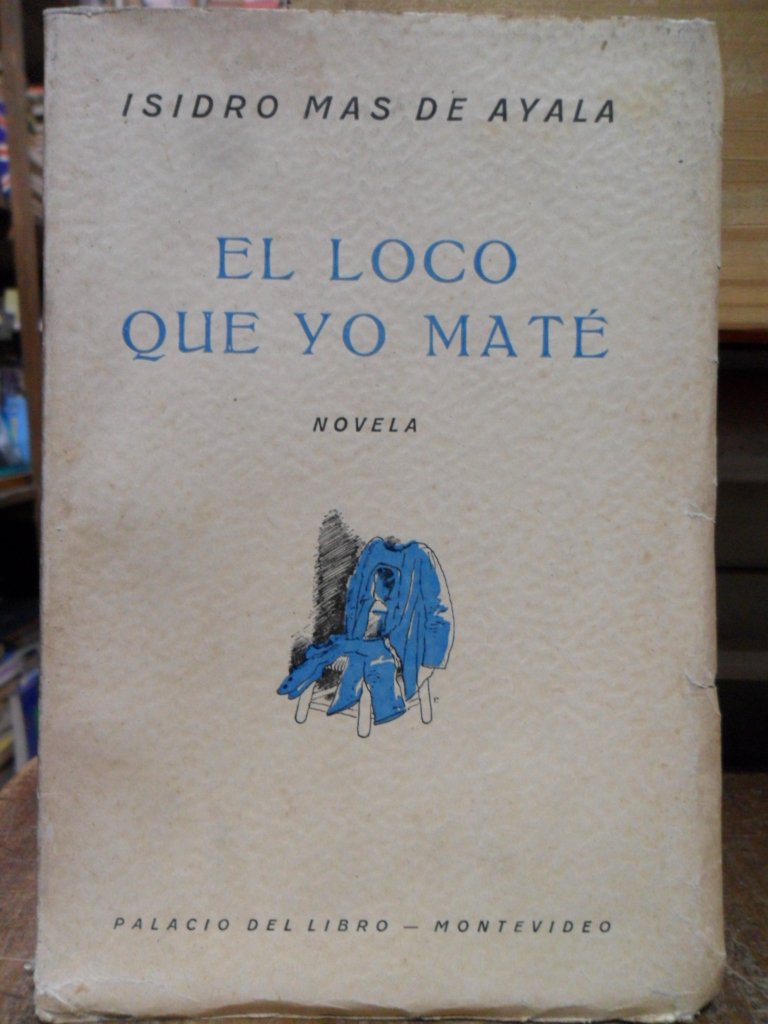 ISIDRO MAS DE AYALA
EL LOCO
QUE YO MATÉ
NOVELA
PALACIO DEL LIBRO — MONTEVIDEO